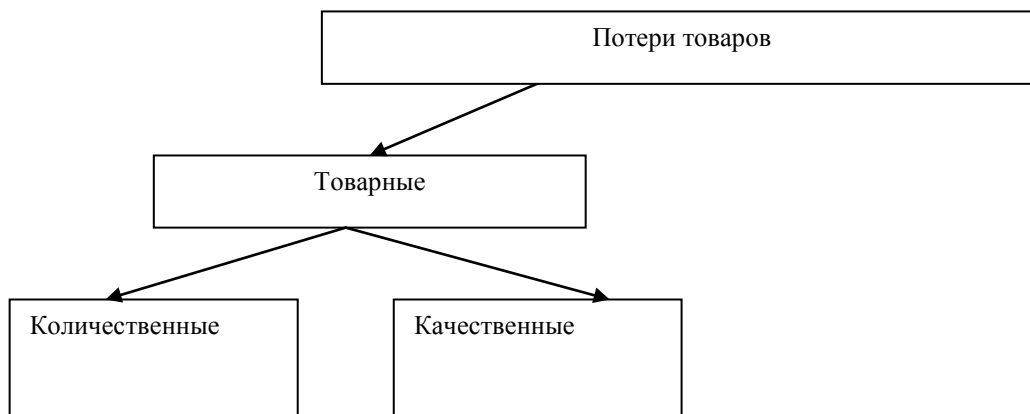 Потери товаров
Товарные
Количественные
Качественные